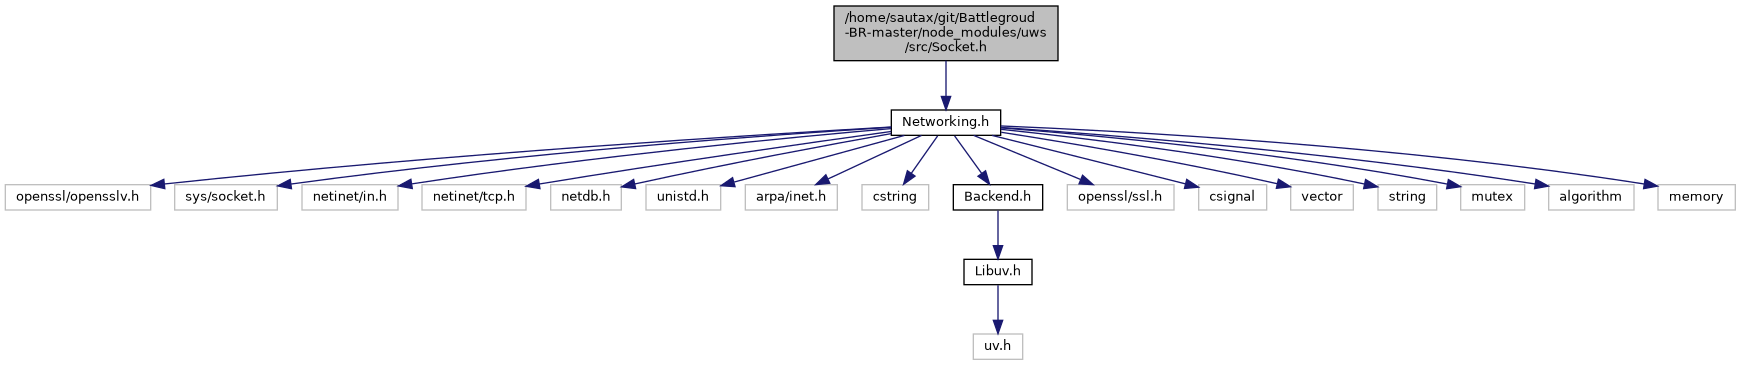 /home/sautax/git/Battlegroud
-BR-master/node_modules/uws
/src/Socket.h
Networking.h
openssl/opensslv.h
sys/socket.h
netinet/in.h
netinet/tcp.h
netdb.h
unistd.h
arpa/inet.h
cstring
Backend.h
openssl/ssl.h
csignal
vector
string
mutex
algorithm
memory
Libuv.h
uv.h